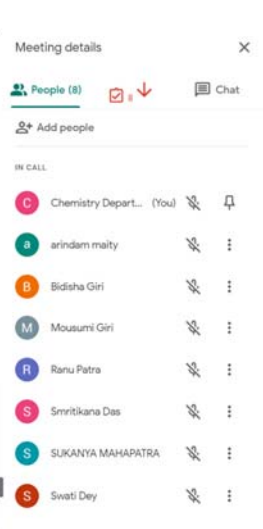 Meeting details
People (8)
Chat
Add people
IN CALL
C Chemistry Depart... (You)
a arindam maity
B Bidisha Giri
M Mousumi Giri
R Ranu Patra
S Smritikana Das
S SUKANYA MAHAPATRA
S Swati Dey